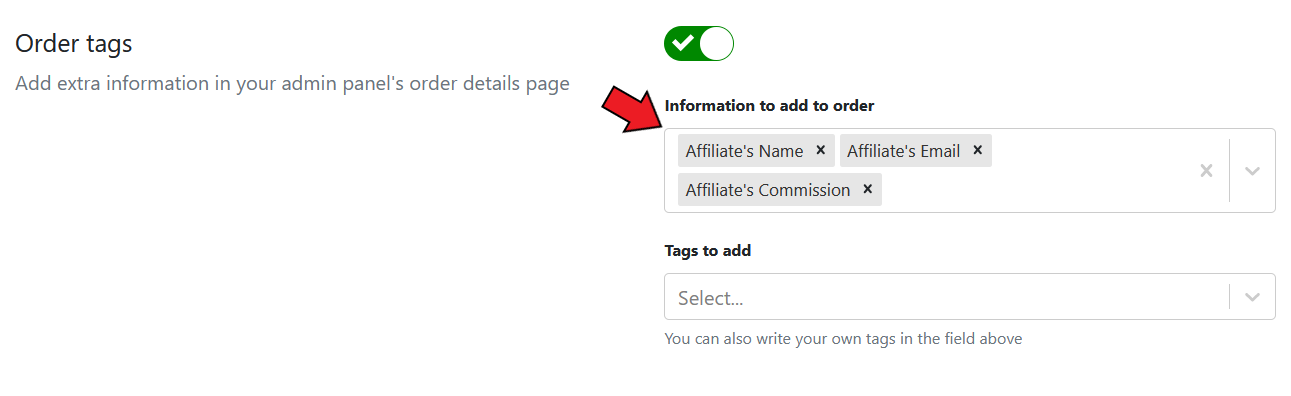 Order tags
Add extra information in your admin panel's order details page
Information to add to order
Affiliate's Name × Affiliate's Email ×
Affiliate's Commission ×
Tags to add
Select...
You can also write your own tags in the field above